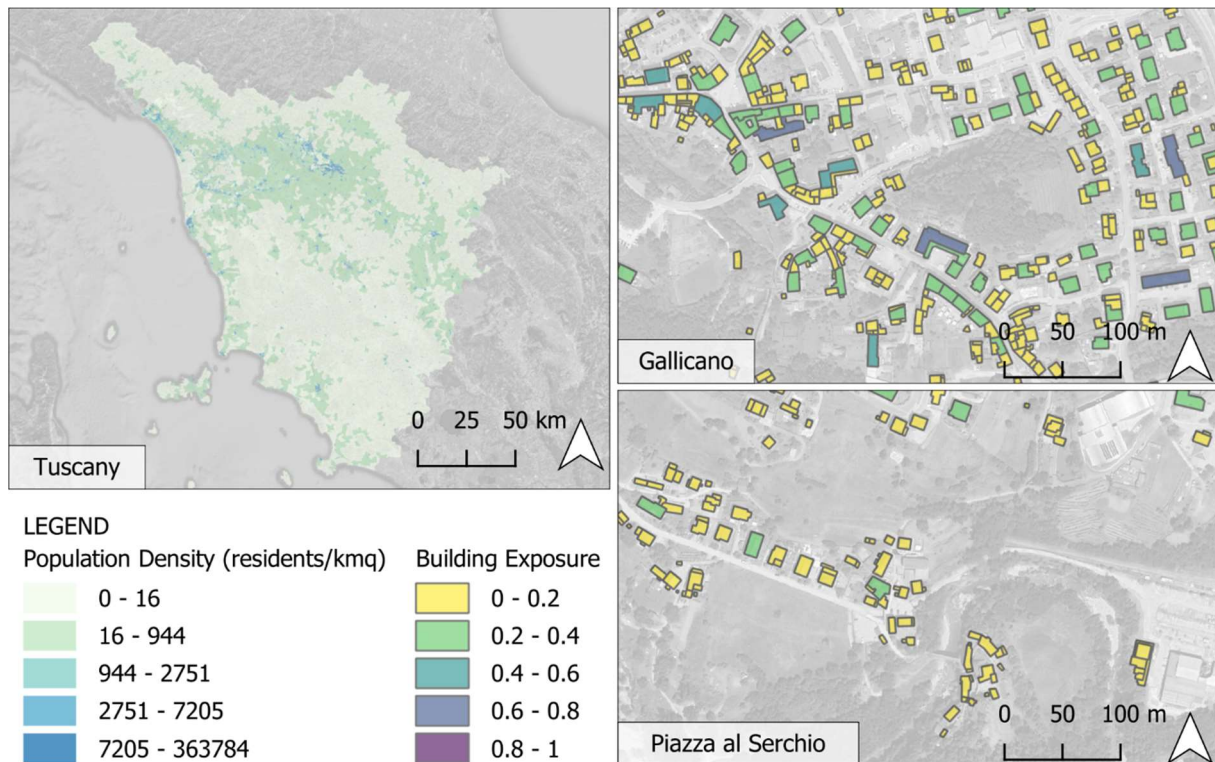 0 25 50 km
Tuscany
0 50 100 m
Gallicano
0 50 100 m
Piazza al Serchio
LEGEND
Population Density (residents/kmq)
0 - 16
16 - 944
944 - 2751
2751 - 7205
7205 - 363784
Building Exposure
0 - 0.2
0.2 - 0.4
0.4 - 0.6
0.6 - 0.8
0.8 - 1